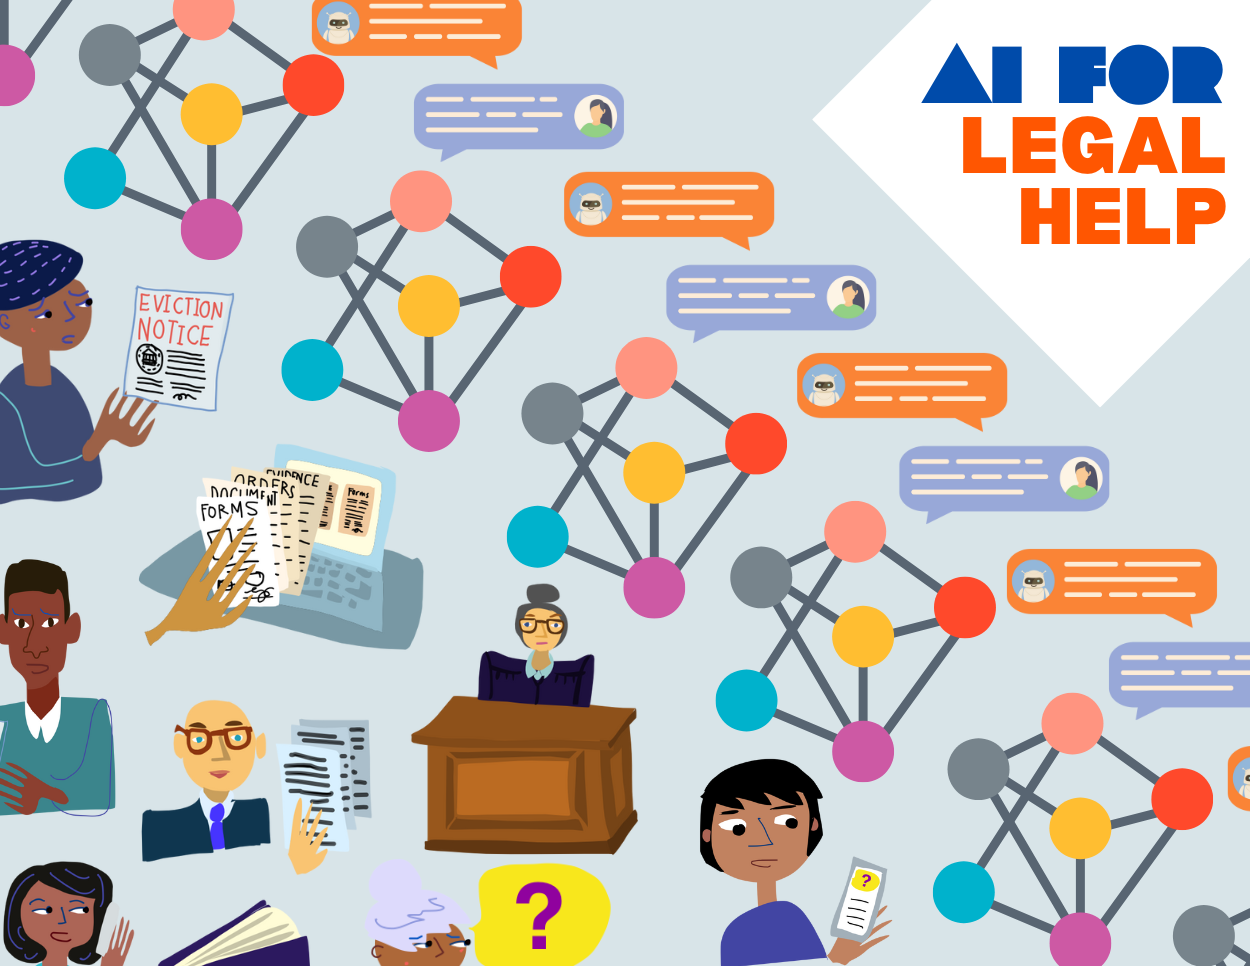 AI FOR
LEGAL
HELP
EVICTION
NOTICE
EVIDENCE
ORDERS
DOCUMENT
FORMS
Forms
?
?